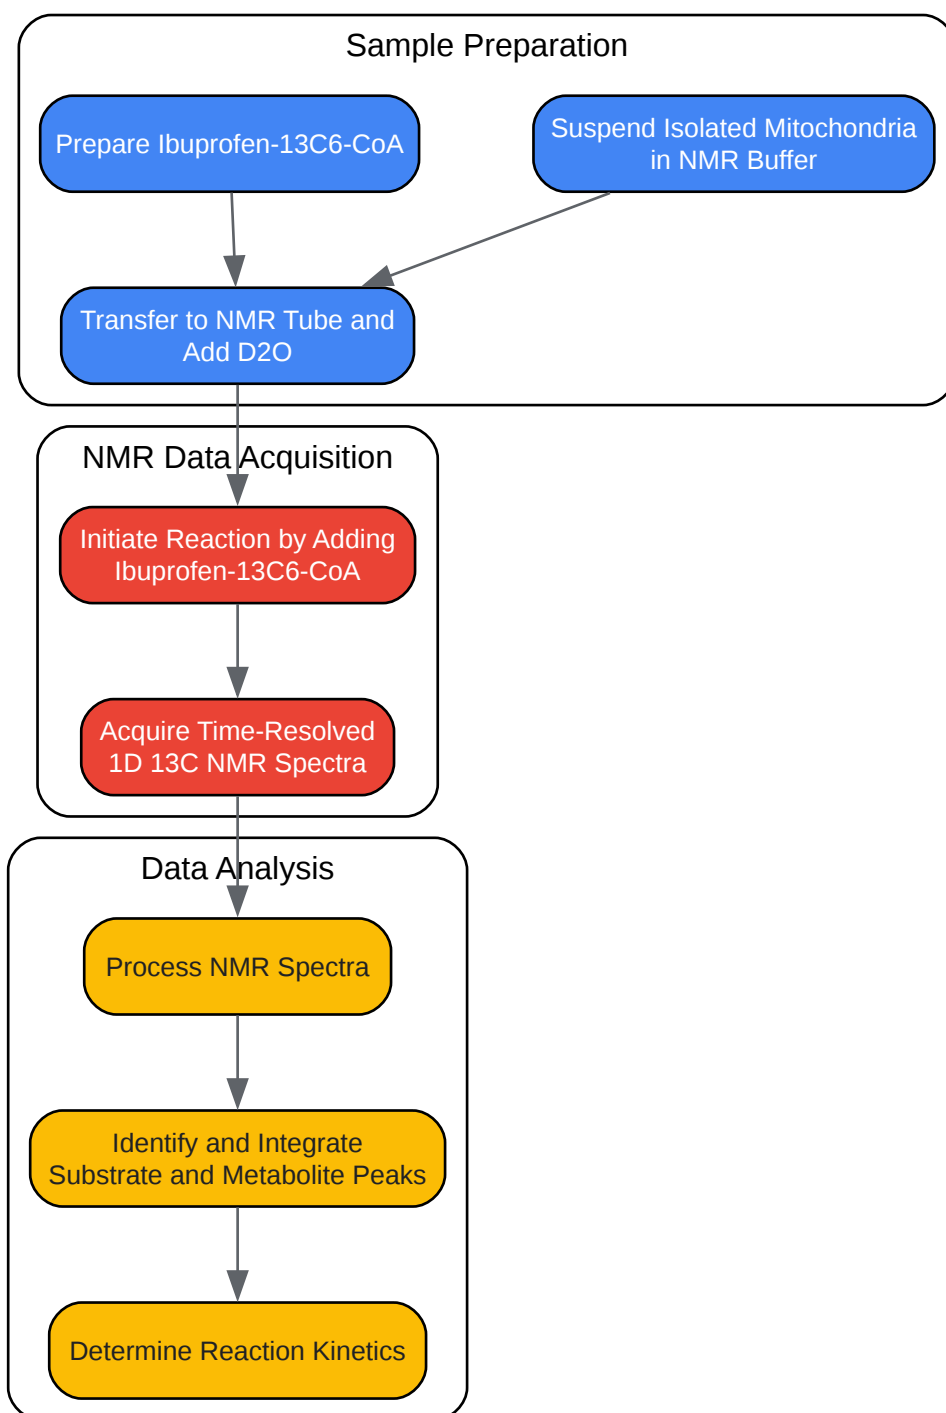 Sample Preparation
Prepare Ibuprofen-13C6-CoA
Suspend Isolated Mitochondria
in NMR Buffer
Transfer to NMR Tube and
Add D2O
NMR Data Acquisition
Initiate Reaction by Adding
Ibuprofen-13C6-CoA
Acquire Time-Resolved
1D 13C NMR Spectra
Data Analysis
Process NMR Spectra
Identify and Integrate
Substrate and Metabolite Peaks
Determine Reaction Kinetics